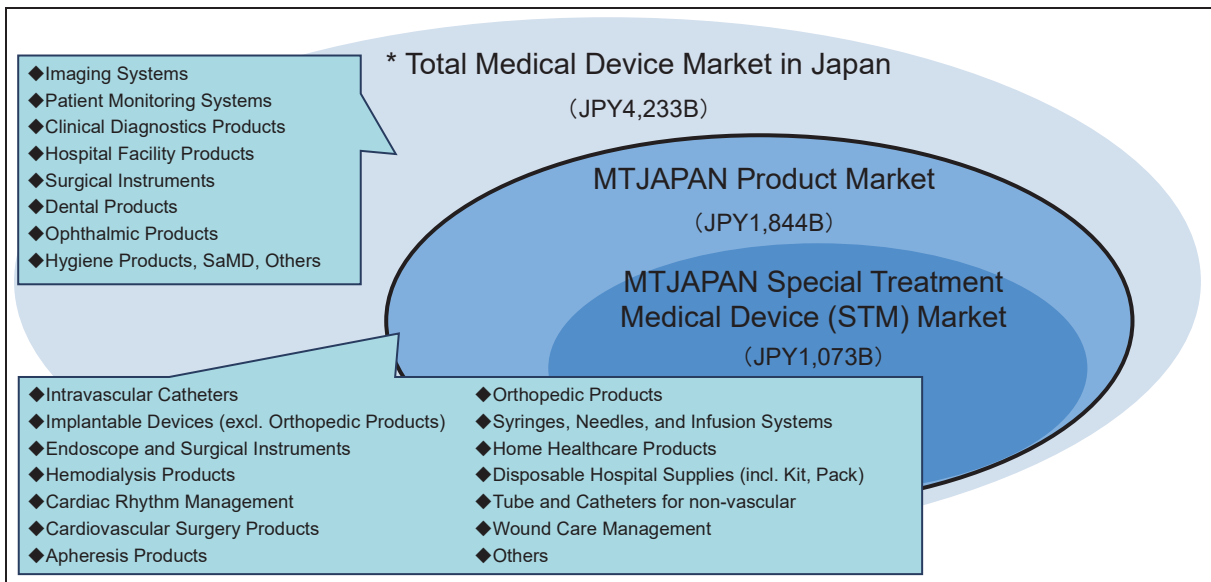 * Total Medical Device Market in Japan
（JPY4,233B）
◆Imaging Systems
◆Patient Monitoring Systems
◆Clinical Diagnostics Products
◆Hospital Facility Products
◆Surgical Instruments
◆Dental Products
◆Ophthalmic Products
◆Hygiene Products, SaMD, Others
MTJAPAN Product Market
（JPY1,844B）
MTJAPAN Special Treatment
Medical Device (STM) Market
（JPY1,073B）
◆Intravascular Catheters
◆Implantable Devices (excl. Orthopedic Products)
◆Endoscope and Surgical Instruments
◆Hemodialysis Products
◆Cardiac Rhythm Management
◆Cardiovascular Surgery Products
◆Apheresis Products
◆Orthopedic Products
◆Syringes, Needles, and Infusion Systems
◆Home Healthcare Products
◆Disposable Hospital Supplies (incl. Kit, Pack)
◆Tube and Catheters for non-vascular
◆Wound Care Management
◆Others